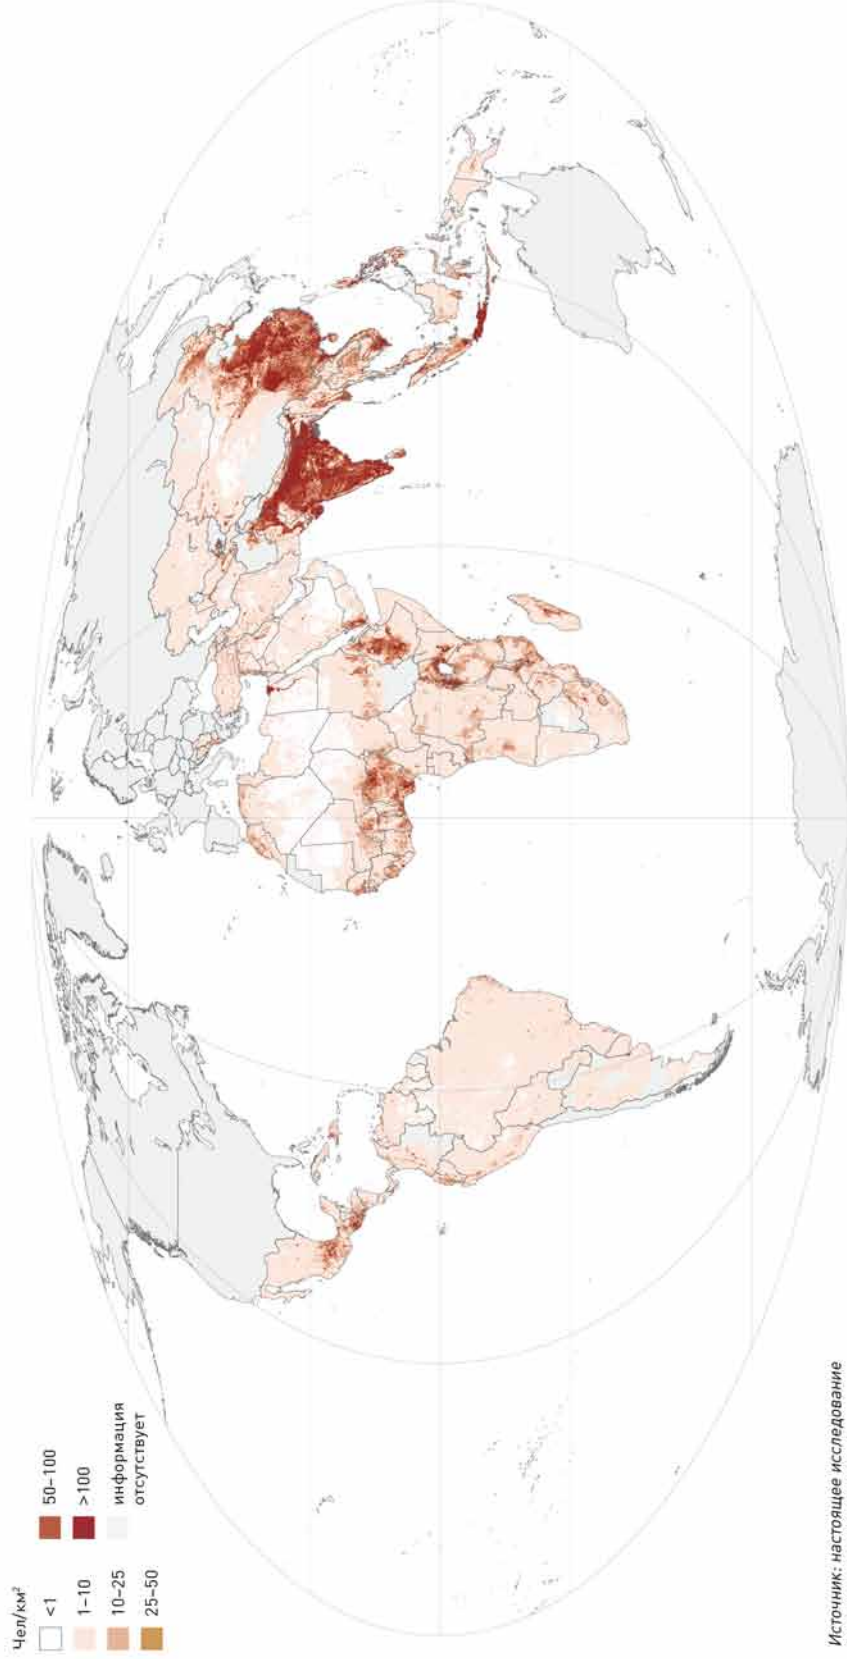 Чел/км²
<1
1–10
10–25
25–50
50–100
>100
информация
отсутствует
Источник: настоящее исследование